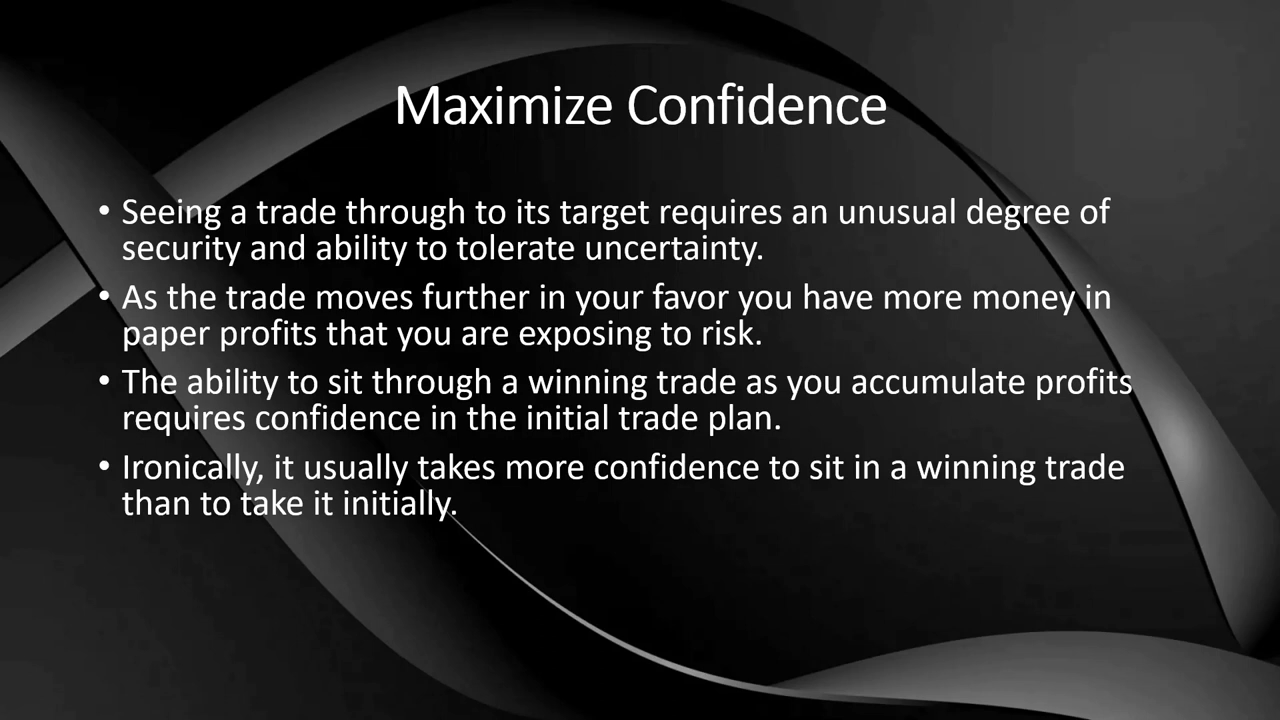 Maximize Confidence
• Seeing a trade through to its target requires an unusual degree of
security and ability to tolerate uncertainty.
• As the trade moves further in your favor you have more money in
paper profits that you are exposing to risk.
• The ability to sit through a winning trade as you accumulate profits
requires confidence in the initial trade plan.
• Ironically, it usually takes more confidence to sit in a winning trade
than to take it initially.